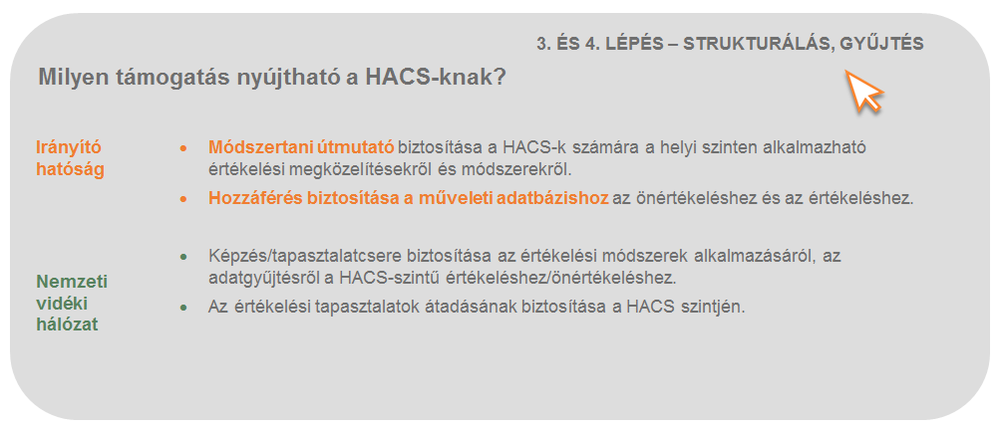 3. ÉS 4. LÉPÉS – STRUKTURÁLÁS, GYŰJTÉS
Milyen támogatás nyújtható a HACS-knak?
Irányító
hatóság
• Módszertani útmutató biztosítása a HACS-k számára a helyi szinten alkalmazható
értékelési megközelítésekről és módszerekről.
• Hozzáférés biztosítása a műveleti adatbázishoz az önértékeléshez és az értékeléshez.
Nemzeti
vidéki
hálózat
• Képzés/tapasztalatcsere biztosítása az értékelési módszerek alkalmazásáról, az
adatgyűjtésről a HACS-szintű értékeléshez/önértékeléshez.
• Az értékelési tapasztalatok átadásának biztosítása a HACS szintjén.